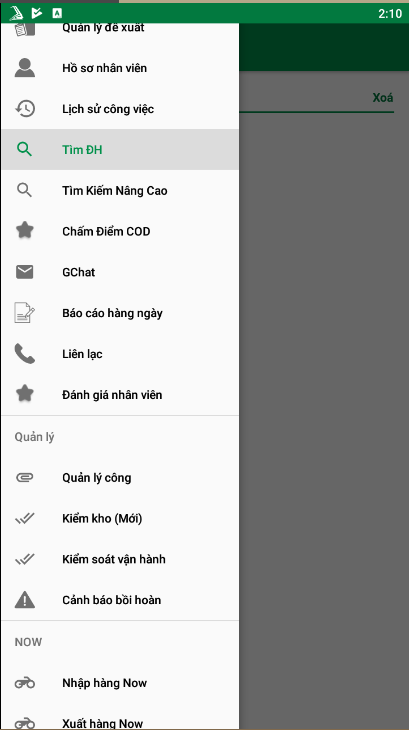 2:10
Quản lý đề xuất
Hồ sơ nhân viên
Xoá
Lịch sử công việc
Tìm ĐH
Tìm Kiếm Nâng Cao
Chấm Điểm COD
GChat
Báo cáo hàng ngày
Liên lạc
Đánh giá nhân viên
Quản lý
Quản lý công
Kiểm kho (Mới)
Kiểm soát vận hành
Cảnh báo bồi hoàn
NOW
Nhập hàng Now
Xuất hàng Now